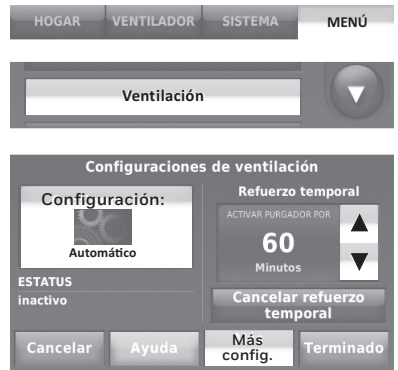 HOGAR
VENTILADOR
SISTEMA
MENÚ
Ventilación
Configuraciones de ventilación
Configuración:
Automático
ESTATUS
inactivo
Refuerzo temporal
ACTIVAR PURGADOR POR
60
Minutos
Cancelar refuerzo
temporal
Cancelar
Ayuda
Más
config.
Terminado